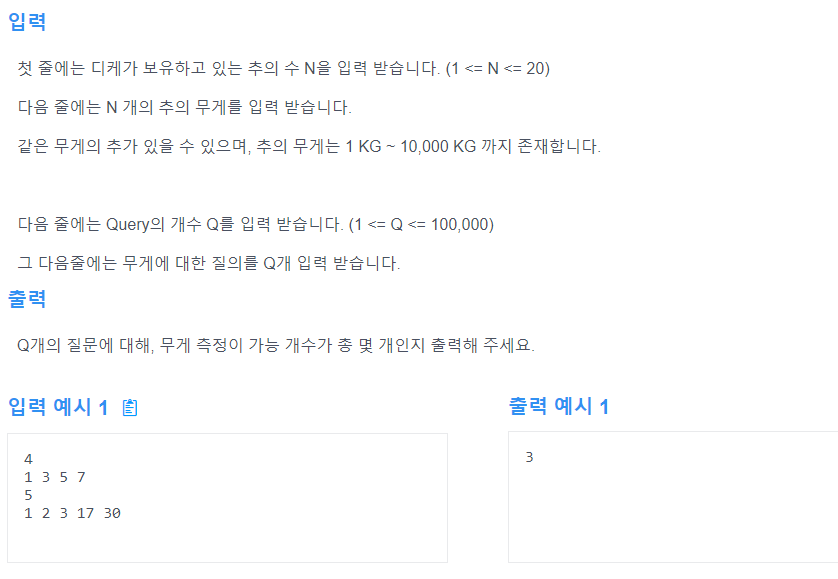 입력
첫 줄에는 디케가 보유하고 있는 추의 수 N을 입력 받습니다. (1 <= N <= 20)
다음 줄에는 N 개의 추의 무게를 입력 받습니다.
같은 무게의 추가 있을 수 있으며, 추의 무게는 1 KG ~ 10,000 KG 까지 존재합니다.
다음 줄에는 Query의 개수 Q를 입력 받습니다. (1 <= Q <= 100,000)
그 다음줄에는 무게에 대한 질의를 Q개 입력 받습니다.
출력
Q개의 질문에 대해, 무게 측정이 가능 개수가 총 몇 개인지 출력해 주세요.
입력 예시 1
4
1 3 5 7
5
1 2 3 17 30
출력 예시 1
3